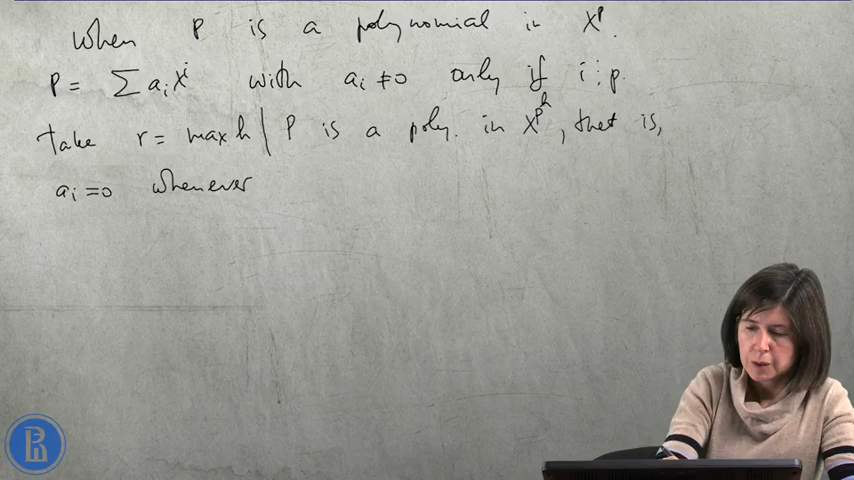 when P is a polynomial in X^p.
P = ∑ a_i X^i with a_i ≠ 0 only if i ⋮ p.
Take r = max h | P is a poly. in X^{p^h}, that is,
a_i = 0 whenever